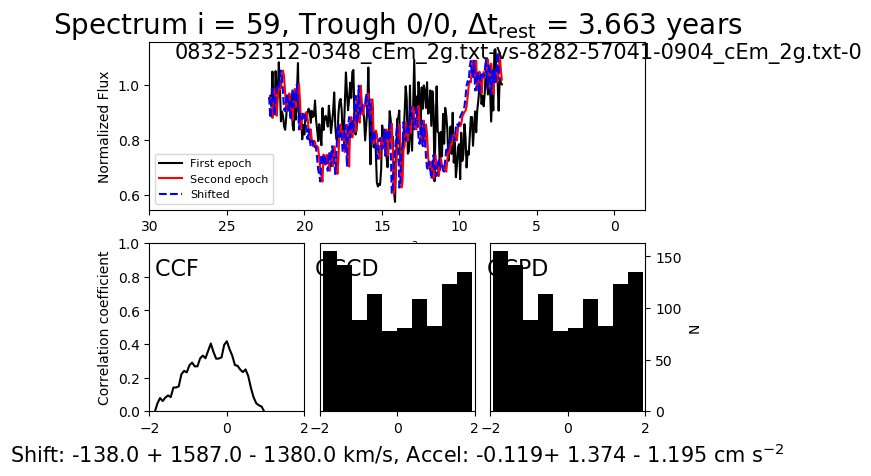 Spectrum i = 59, Trough 0/0, Δt_rest = 3.663 years
0832-52312-0348_cEm_2g.txt-vs-8282-57041-0904_cEm_2g.txt-0
Normalized Flux
1.0
0.8
0.6
First epoch
Second epoch
Shifted
30 25 20 15 10 5 0
Correlation coefficient
1.0
0.8
0.6
0.4
0.2
0.0
CCF
−2 0 2
CCCD
−2 0 2
CCPD
−2 0 2
150
100
50
0
N
Shift: -138.0 + 1587.0 - 1380.0 km/s, Accel: -0.119+ 1.374 - 1.195 cm s⁻²